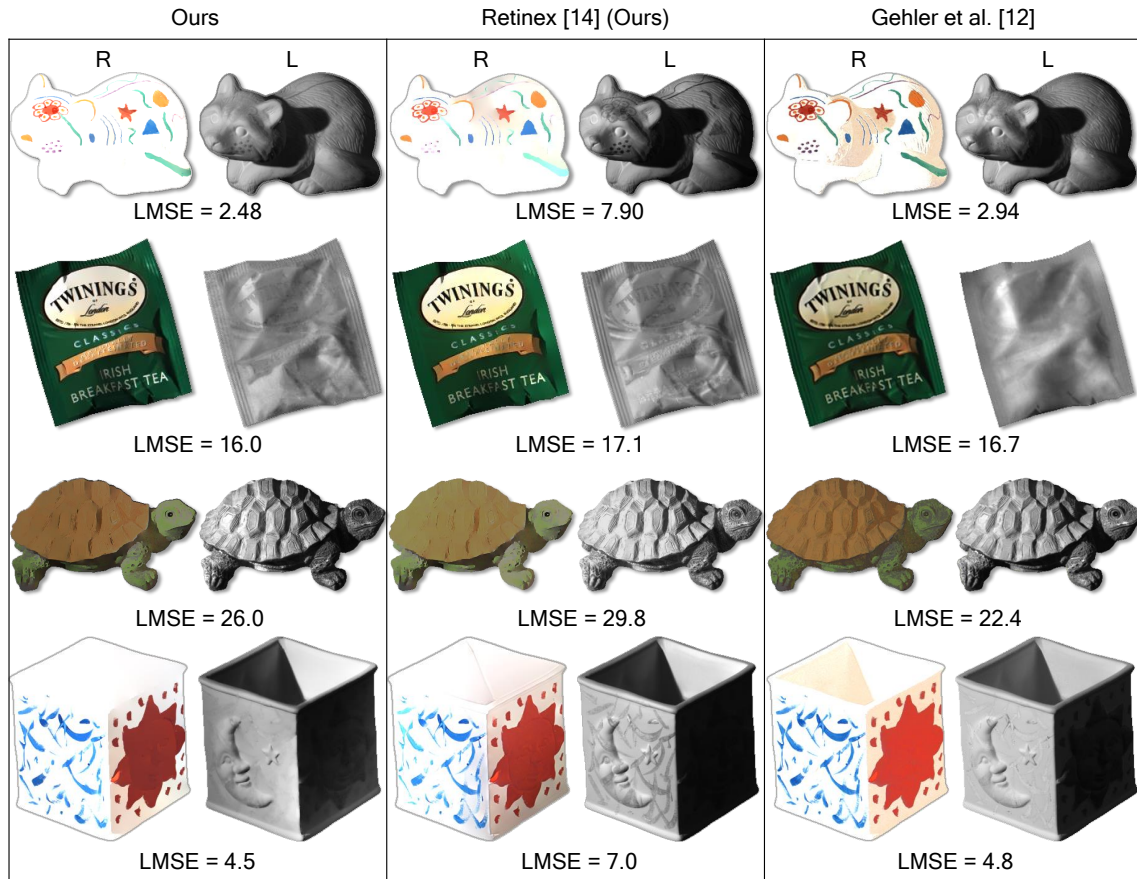 Ours Retinex [14] (Ours) Gehler et al. [12]
R L R L R L
LMSE = 2.48 LMSE = 7.90 LMSE = 2.94
TWININGS TWININGS TWININGS
OF OF OF
London London London
CLASSICS CLASSICS CLASSICS
IRISH IRISH IRISH
BREAKFAST TEA BREAKFAST TEA BREAKFAST TEA
LMSE = 16.0 LMSE = 17.1 LMSE = 16.7
LMSE = 26.0 LMSE = 29.8 LMSE = 22.4
LMSE = 4.5 LMSE = 7.0 LMSE = 4.8